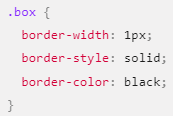 .box {
  border-width: 1px;
  border-style: solid;
  border-color: black;
}